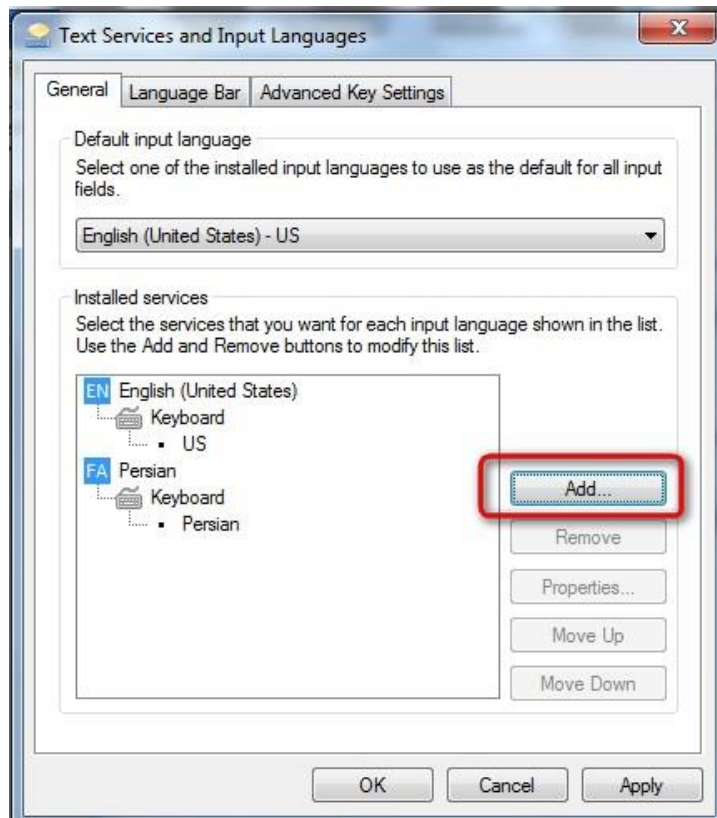 Text Services and Input Languages
General
Language Bar
Advanced Key Settings
Default input language
Select one of the installed input languages to use as the default for all input
fields.
English (United States) - US
Installed services
Select the services that you want for each input language shown in the list.
Use the Add and Remove buttons to modify this list.
EN English (United States)
Keyboard
US
FA Persian
Keyboard
Persian
Add...
Remove
Properties...
Move Up
Move Down
OK
Cancel
Apply